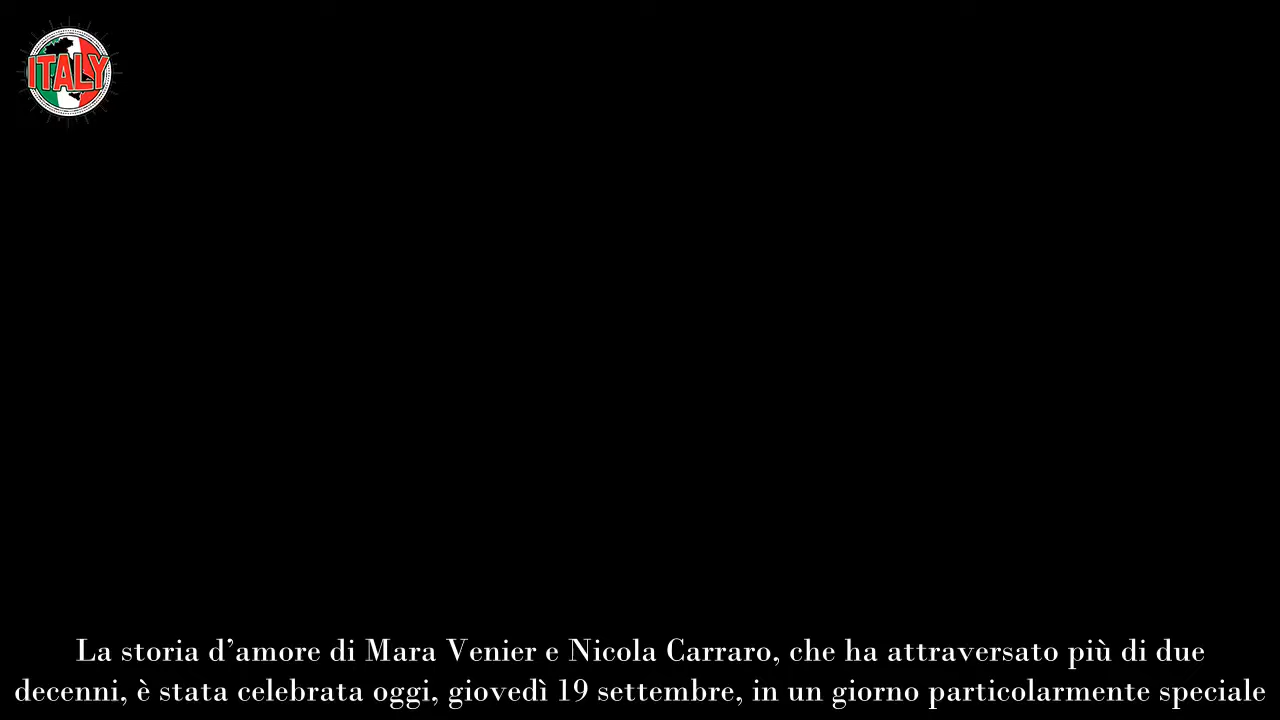 ITALY
La storia d’amore di Mara Venier e Nicola Carraro, che ha attraversato più di due
decenni, è stata celebrata oggi, giovedì 19 settembre, in un giorno particolarmente speciale